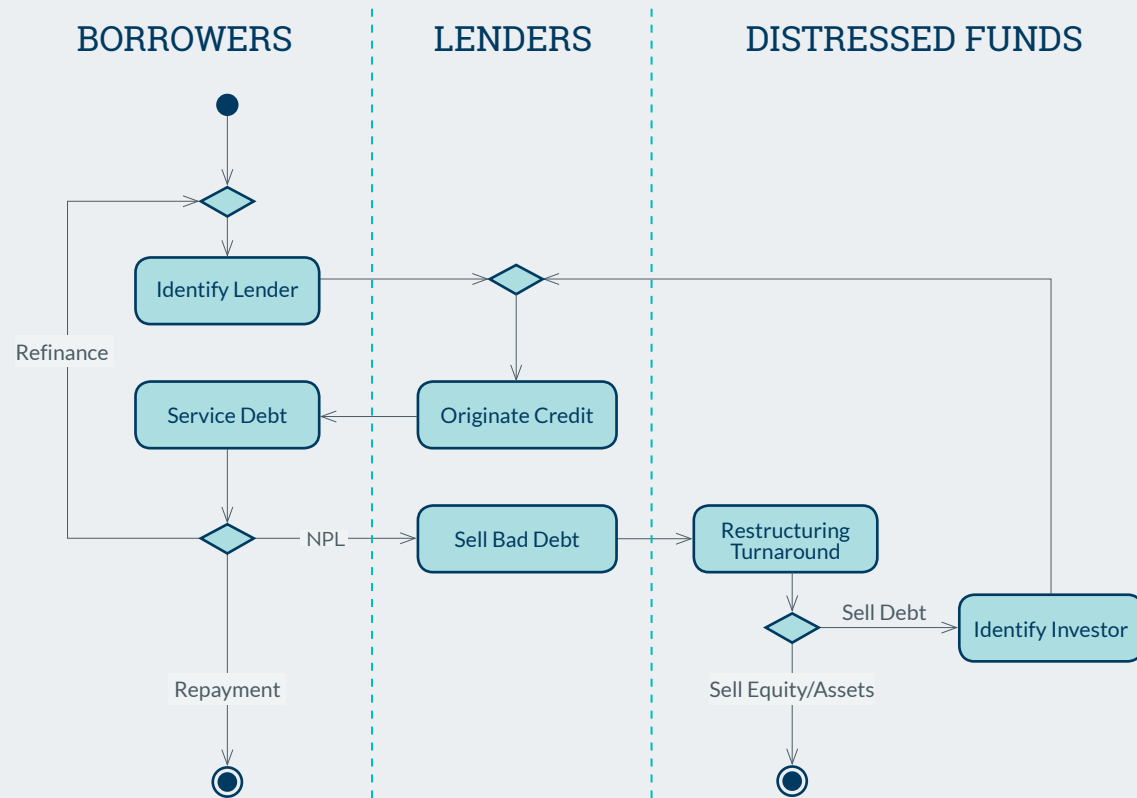 BORROWERS
LENDERS
DISTRESSED FUNDS
Identify Lender
Refinance
Service Debt
Originate Credit
NPL
Sell Bad Debt
Restructuring
Turnaround
Sell Debt
Identify Investor
Repayment
Sell Equity/Assets